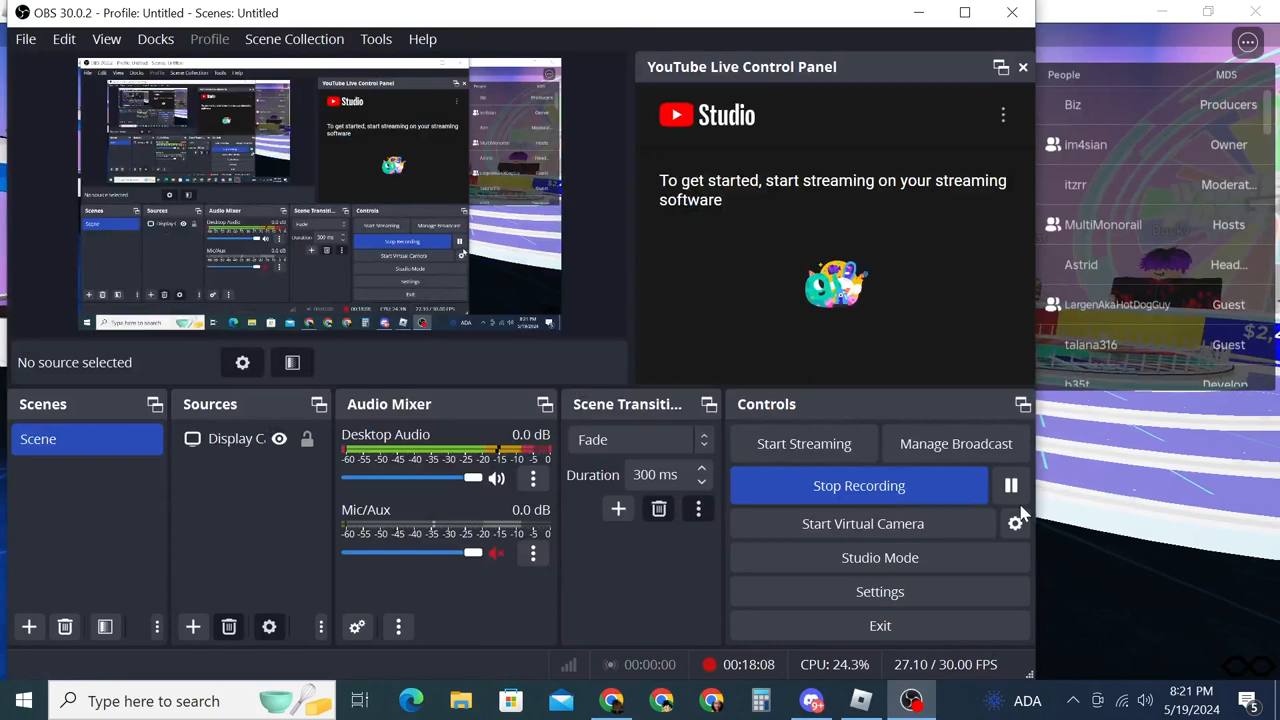 OBS 30.0.2 - Profile: Untitled - Scenes: Untitled
File Edit View Docks Profile Scene Collection Tools Help
YouTube Live Control Panel
Studio
To get started, start streaming on your streaming
software
No source selected
Scenes
Scene
Sources
Display C
Audio Mixer
Desktop Audio 0.0 dB
-60 -55 -50 -45 -40 -35 -30 -25 -20 -15 -10 -5 0
Mic/Aux 0.0 dB
-60 -55 -50 -45 -40 -35 -30 -25 -20 -15 -10 -5 0
Scene Transiti...
Fade
Duration 300 ms
Controls
Start Streaming Manage Broadcast
Stop Recording
Start Virtual Camera
Studio Mode
Settings
Exit
00:00:00 00:18:08 CPU: 24.3% 27.10 / 30.00 FPS
People MDS
Biz Producers
im4sian Owner
itzrr Moderat...
MultiMonorail Hosts
Astrid Head...
LargenAkaHotDogGuy Guest
talana316 Guest
h35t Develop
$2,
Type here to search
9+
ADA
8:21 PM
5/19/2024
5